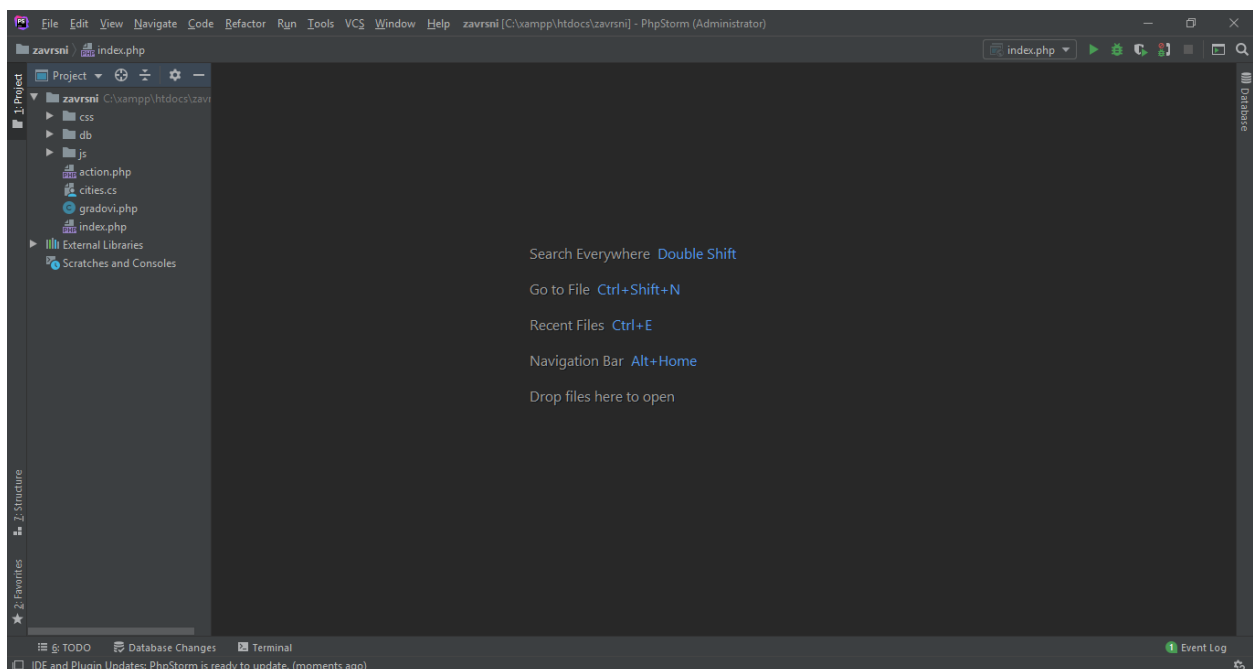 PS File Edit View Navigate Code Refactor Run Tools VCS Window Help zavrsni [C:\xampp\htdocs\zavrsni] - PhpStorm (Administrator)
zavrsni index.php index.php
1: Project
Project
zavrsni C:\xampp\htdocs\zavr
css
db
js
action.php
cities.cs
gradovi.php
index.php
External Libraries
Scratches and Consoles
Search Everywhere Double Shift
Go to File Ctrl+Shift+N
Recent Files Ctrl+E
Navigation Bar Alt+Home
Drop files here to open
Database
7: Structure
2: Favorites
6: TODO Database Changes Terminal 1 Event Log
IDE and Plugin Updates: PhpStorm is ready to update. (moments ago)